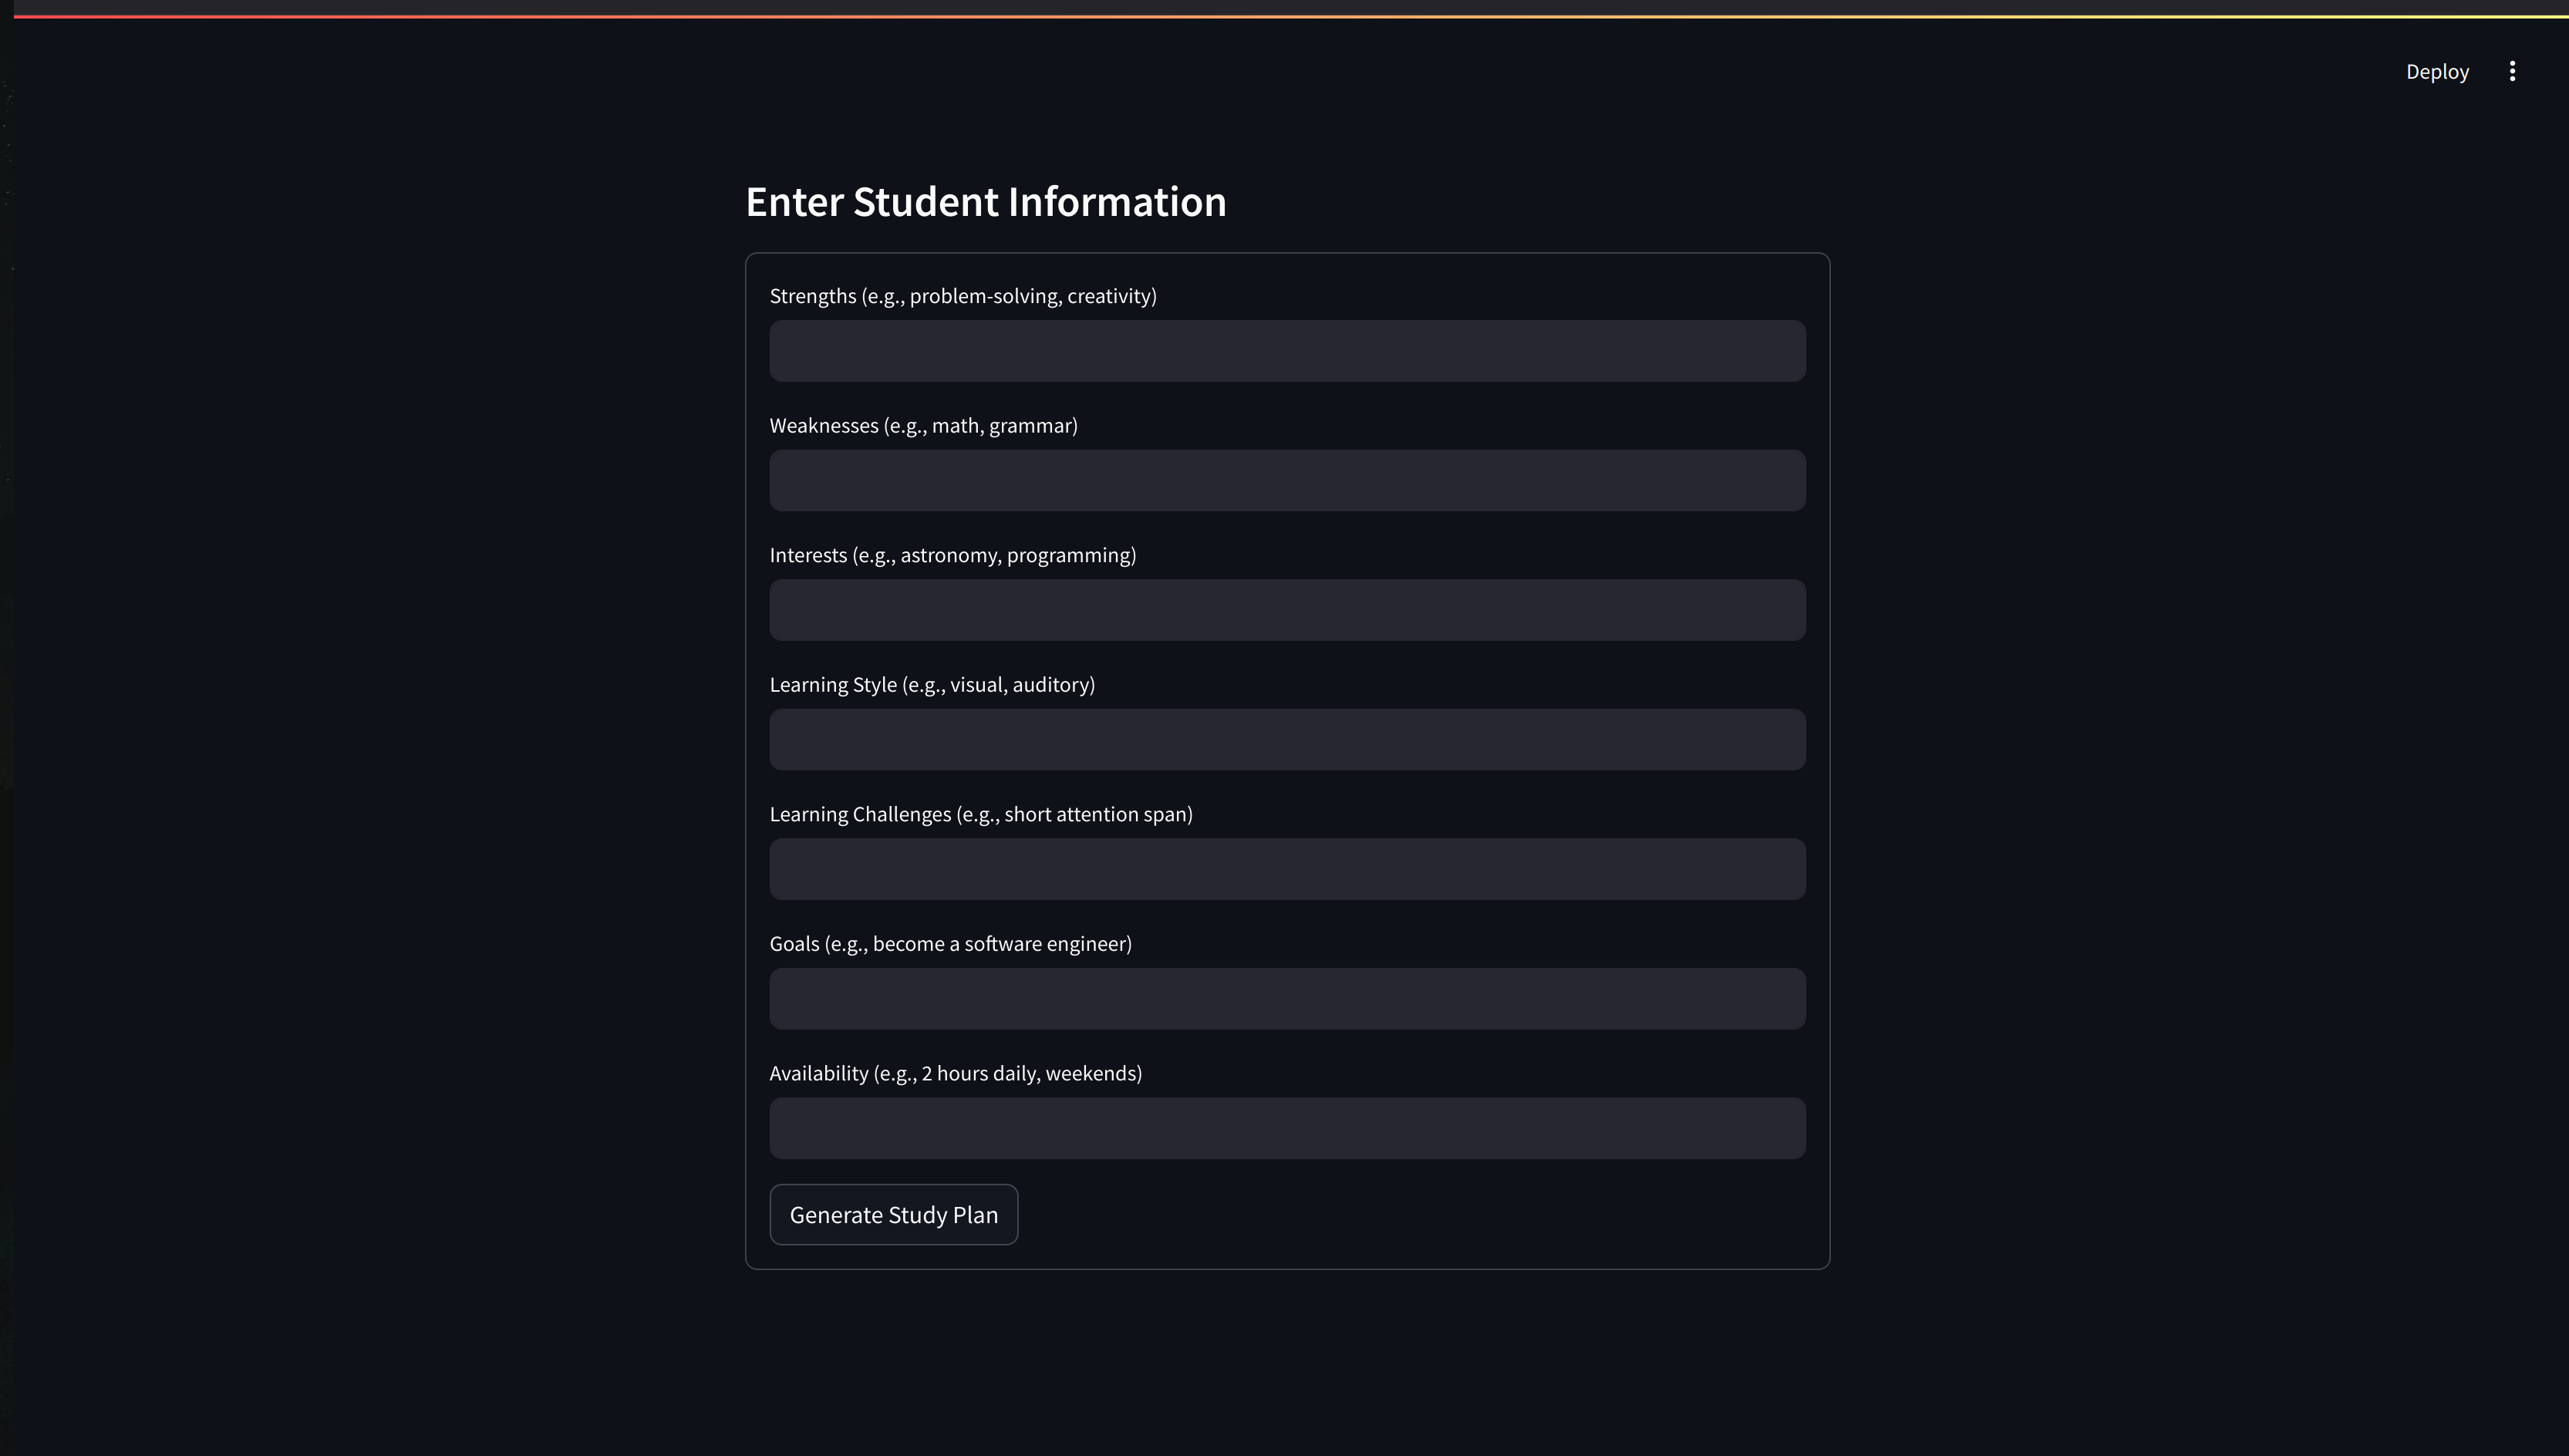 Deploy
Enter Student Information
Strengths (e.g., problem-solving, creativity)
Weaknesses (e.g., math, grammar)
Interests (e.g., astronomy, programming)
Learning Style (e.g., visual, auditory)
Learning Challenges (e.g., short attention span)
Goals (e.g., become a software engineer)
Availability (e.g., 2 hours daily, weekends)
Generate Study Plan